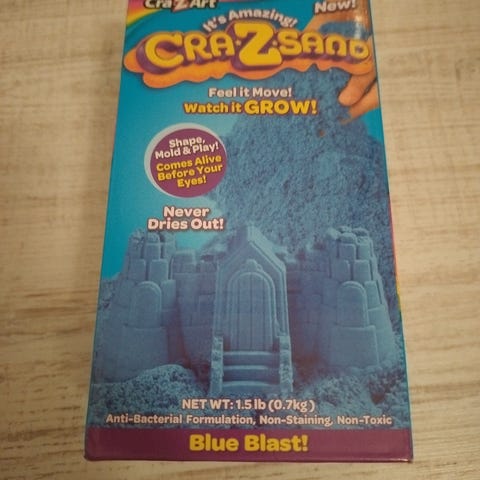 Cra-Z-Art
New!
It's Amazing!
CRA·Z·SAND
Feel it Move!
Watch it GROW!
Shape,
Mold & Play!
Comes Alive
Before Your
Eyes!
Never
Dries Out!
NET WT: 1.5 lb (0.7kg)
Anti-Bacterial Formulation, Non-Staining, Non-Toxic
Blue Blast!